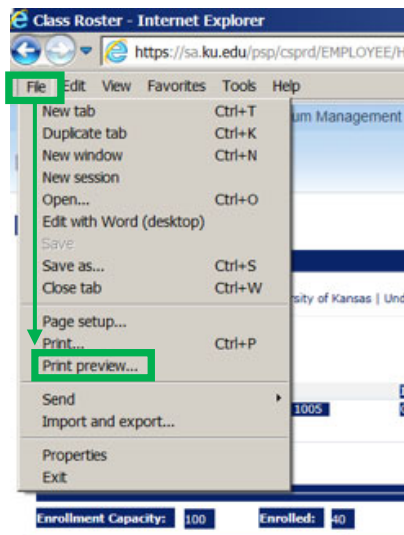 Class Roster - Internet Explorer
https://sa.ku.edu/psp/csprd/EMPLOYEE/H
File Edit View Favorites Tools Help
New tab Ctrl+T
um Management
Duplicate tab Ctrl+K
New window Ctrl+N
New session
Open... Ctrl+O
Edit with Word (desktop)
Save
Save as... Ctrl+S
Close tab Ctrl+W
rsity of Kansas | Und
Page setup...
Print... Ctrl+P
Print preview...
Send
1005
Import and export...
Properties
Exit
Enrollment Capacity: 100 Enrolled: 40